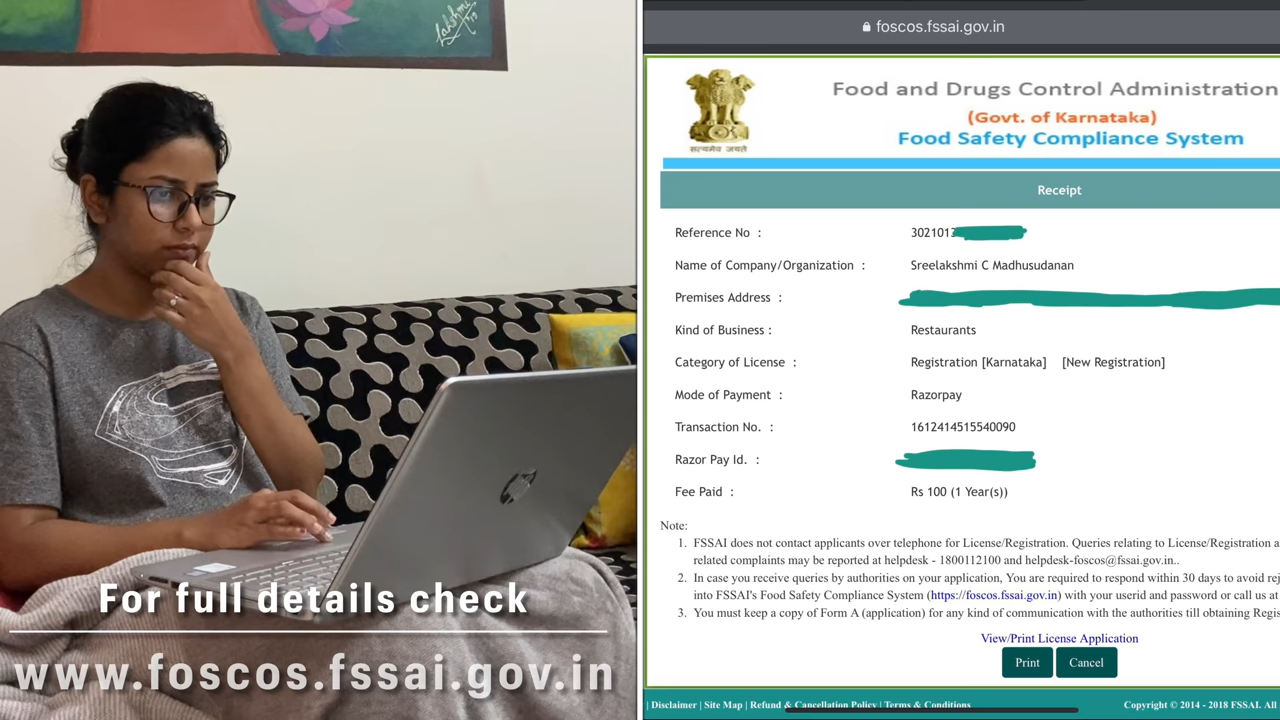 Lakshmi
'19
For full details check
www.foscos.fssai.gov.in
foscos.fssai.gov.in
सत्यमेव जयते
Food and Drugs Control Administration
(Govt. of Karnataka)
Food Safety Compliance System
Receipt
Reference No :
302101
Name of Company/Organization :
Sreelakshmi C Madhusudanan
Premises Address :
Kind of Business :
Restaurants
Category of License :
Registration [Karnataka] [New Registration]
Mode of Payment :
Razorpay
Transaction No. :
1612414515540090
Razor Pay Id. :
Fee Paid :
Rs 100 (1 Year(s))
Note:
1. FSSAI does not contact applicants over telephone for License/Registration. Queries relating to License/Registration a
related complaints may be reported at helpdesk - 1800112100 and helpdesk-foscos@fssai.gov.in..
2. In case you receive queries by authorities on your application, You are required to respond within 30 days to avoid rej
into FSSAI's Food Safety Compliance System (https://foscos.fssai.gov.in) with your userid and password or call us at
3. You must keep a copy of Form A (application) for any kind of communication with the authorities till obtaining Regis
View/Print License Application
Print
Cancel
| Disclaimer | Site Map | Refund & Cancellation Policy | Terms & Conditions
Copyright © 2014 - 2018 FSSAI. All